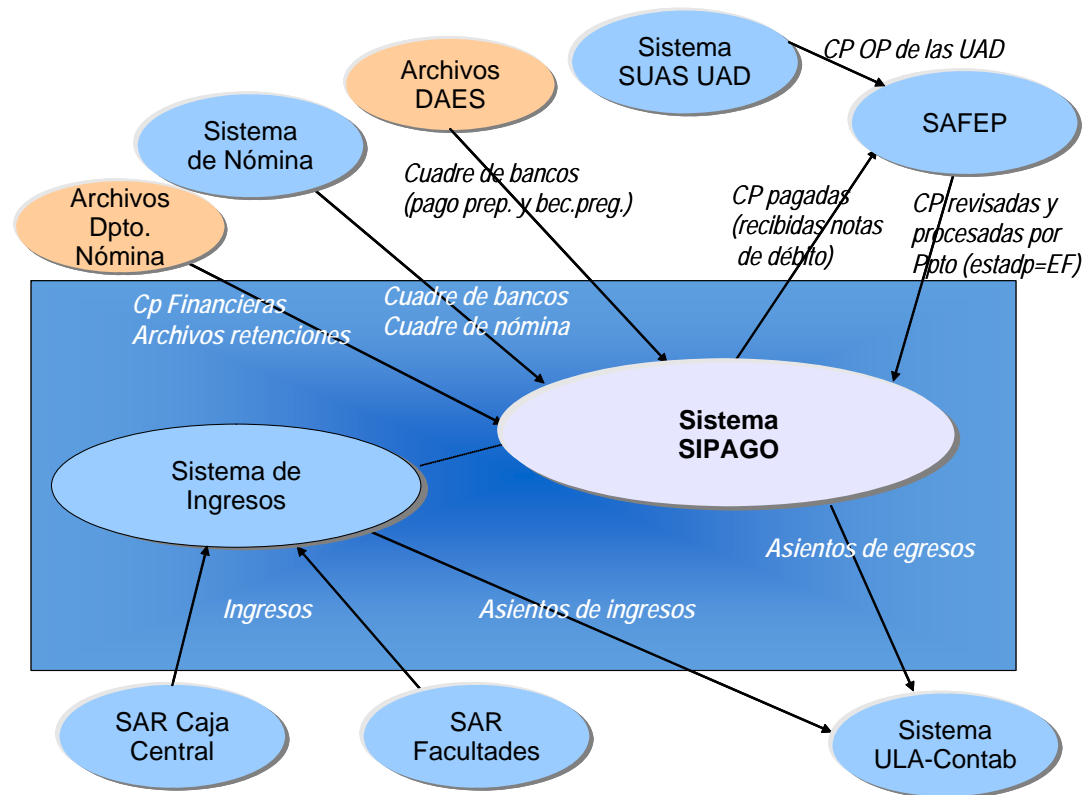 Sistema
SUAS UAD
CP OP de las UAD
Archivos
DAES
SAFEP
Sistema
de Nómina
Archivos
Dpto.
Nómina
Cuadre de bancos
(pago prep. y bec.preg.)
CP pagadas
(recibidas notas
de débito)
CP revisadas y
procesadas por
Ppto (estadp=EF)
Cp Financieras
Archivos retenciones
Cuadre de bancos
Cuadre de nómina
Sistema
SIPAGO
Sistema de
Ingresos
Asientos de egresos
Ingresos
Asientos de ingresos
SAR Caja
Central
SAR
Facultades
Sistema
ULA-Contab